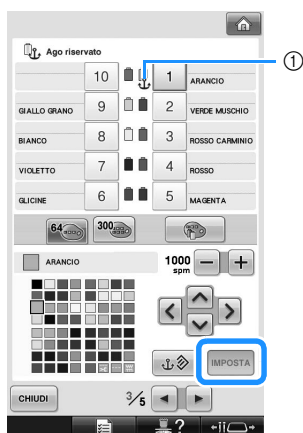 Ago riservato
①
10 1 ARANCIO
GIALLO GRANO 9 2 VERDE MUSCHIO
BIANCO 8 3 ROSSO CARMINIO
VIOLETTO 7 4 ROSSO
GLICINE 6 5 MAGENTA
64 300
ARANCIO 1000 spm − +
IMPOSTA
CHIUDI 3/5
?